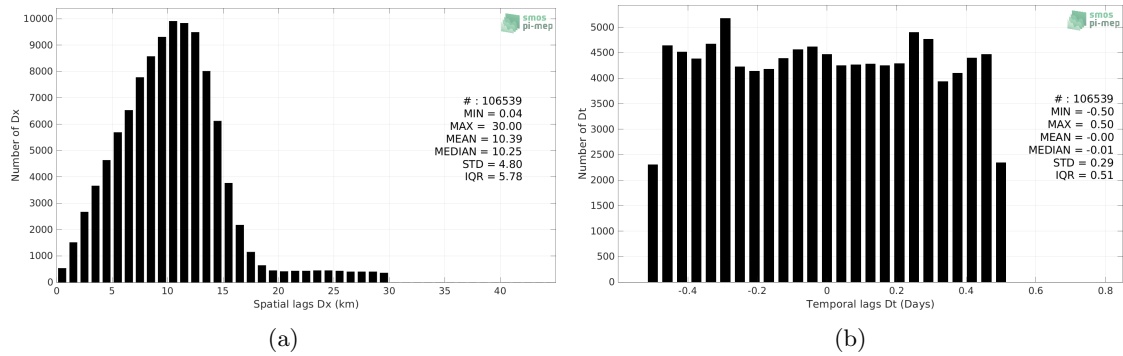 10000
9000
8000
7000
6000
5000
4000
3000
2000
1000
0
Number of Dx
0 5 10 15 20 25 30 35 40
Spatial lags Dx (km)
smos
pi-mep
# : 106539
MIN = 0.04
MAX = 30.00
MEAN = 10.39
MEDIAN = 10.25
STD = 4.80
IQR = 5.78
(a)
5000
4500
4000
3500
3000
2500
2000
1500
1000
500
0
Number of Dt
-0.4 -0.2 0 0.2 0.4 0.6 0.8
Temporal lags Dt (Days)
smos
pi-mep
# : 106539
MIN = -0.50
MAX = 0.50
MEAN = -0.00
MEDIAN = -0.01
STD = 0.29
IQR = 0.51
(b)